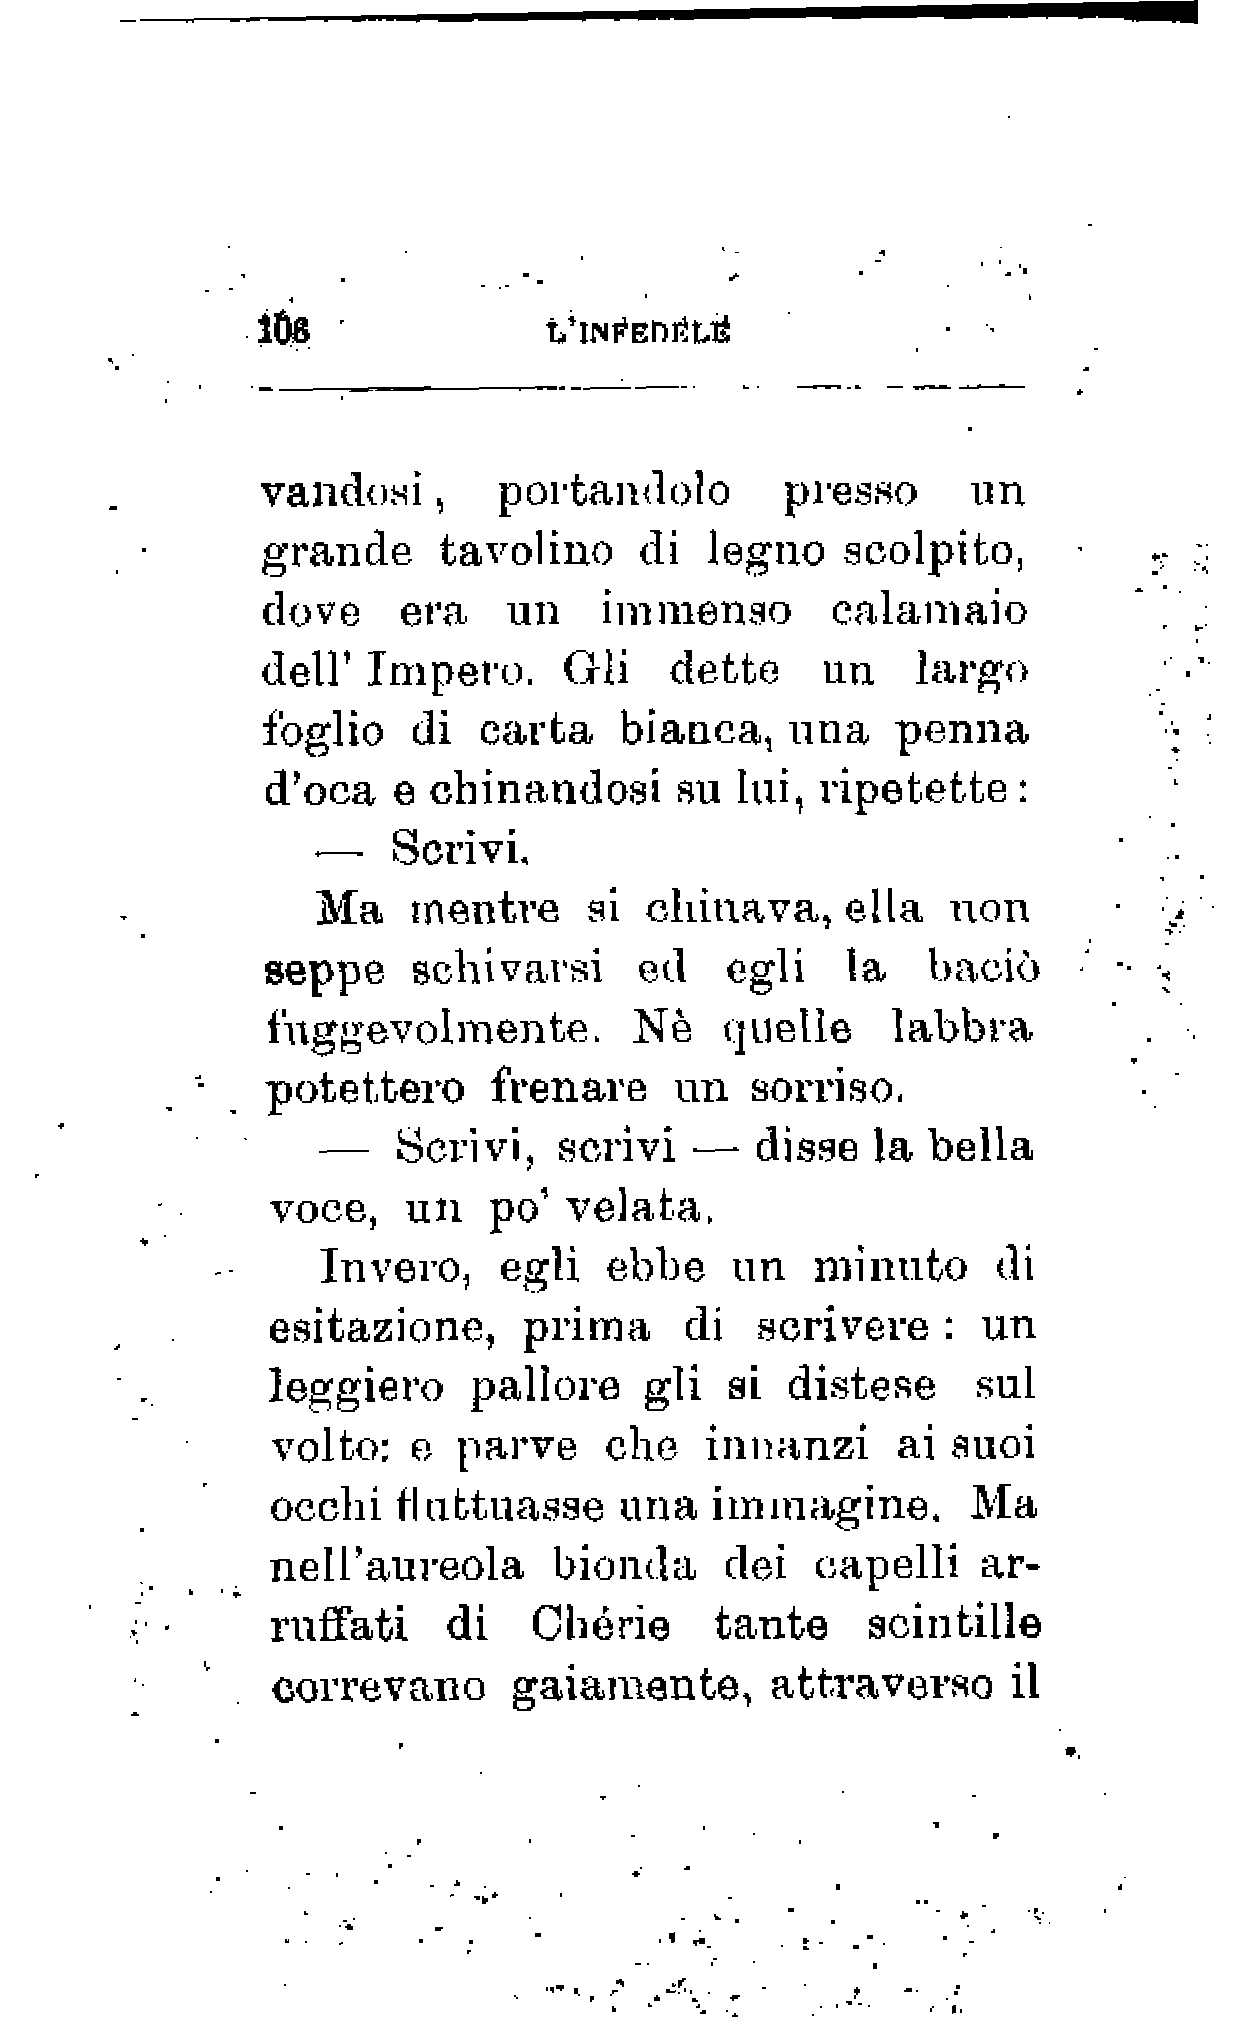 106 L'INFEDELE
vandosi, portandolo presso un
grande tavolino di legno scolpito,
dove era un immenso calamaio
dell' Impero. Gli dette un largo
foglio di carta bianca, una penna
d'oca e chinandosi su lui, ripetette:
— Scrivi.
Ma mentre si chinava, ella non
seppe schivarsi ed egli la baciò
fuggevolmente. Nè quelle labbra
potettero frenare un sorriso.
— Scrivi, scrivi — disse la bella
voce, un po' velata.
Invero, egli ebbe un minuto di
esitazione, prima di scrivere: un
leggiero pallore gli si distese sul
volto: e parve che innanzi ai suoi
occhi fluttuasse una immagine. Ma
nell'aureola bionda dei capelli ar-
ruffati di Chérie tante scintille
correvano gaiamente, attraverso il